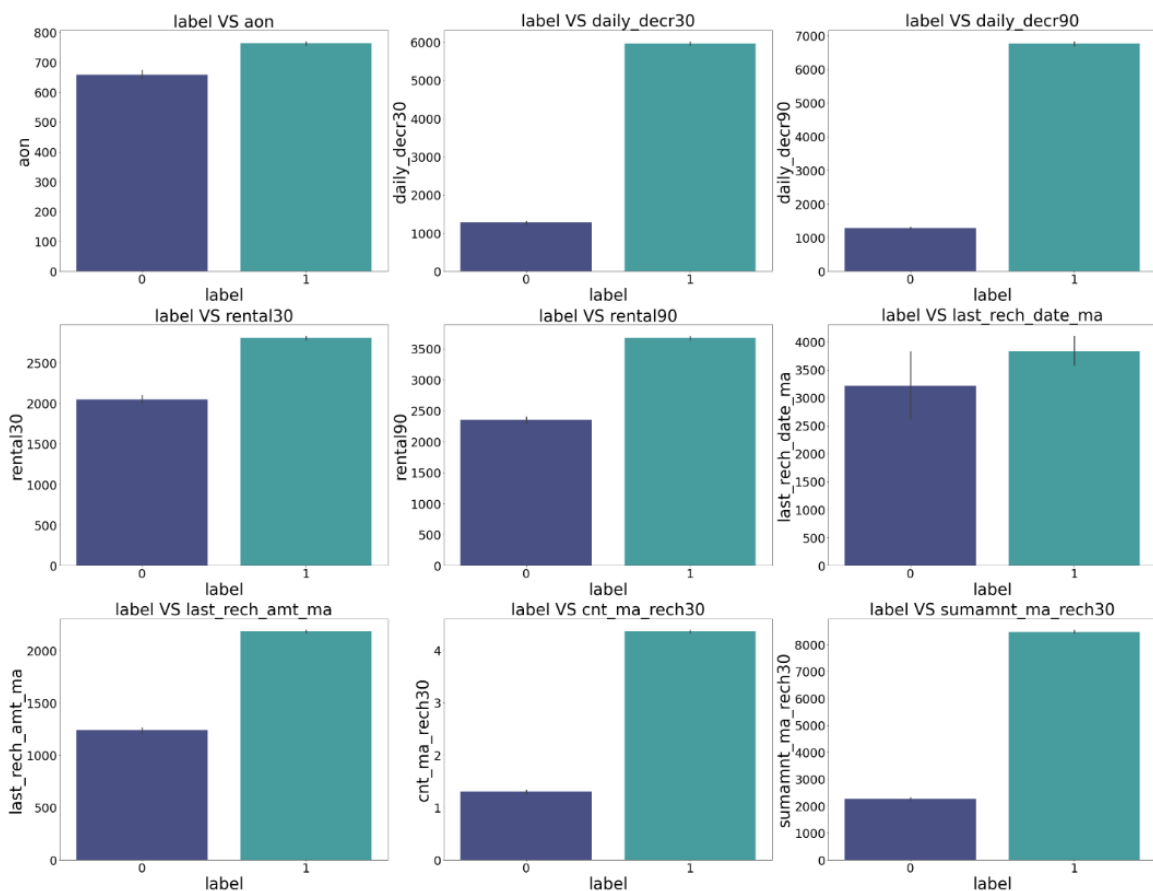 label VS aon
800
700
600
500
400
300
200
100
0
aon
0 1
label
label VS daily_decr30
6000
5000
4000
3000
2000
1000
0
daily_decr30
0 1
label
label VS daily_decr90
7000
6000
5000
4000
3000
2000
1000
0
daily_decr90
0 1
label
label VS rental30
2500
2000
1500
1000
500
0
rental30
0 1
label
label VS rental90
3500
3000
2500
2000
1500
1000
500
0
rental90
0 1
label
label VS last_rech_date_ma
4000
3500
3000
2500
2000
1500
1000
500
0
last_rech_date_ma
0 1
label
label VS last_rech_amt_ma
2000
1500
1000
500
0
last_rech_amt_ma
0 1
label
label VS cnt_ma_rech30
4
3
2
1
0
cnt_ma_rech30
0 1
label
label VS sumamnt_ma_rech30
8000
7000
6000
5000
4000
3000
2000
1000
0
sumamnt_ma_rech30
0 1
label